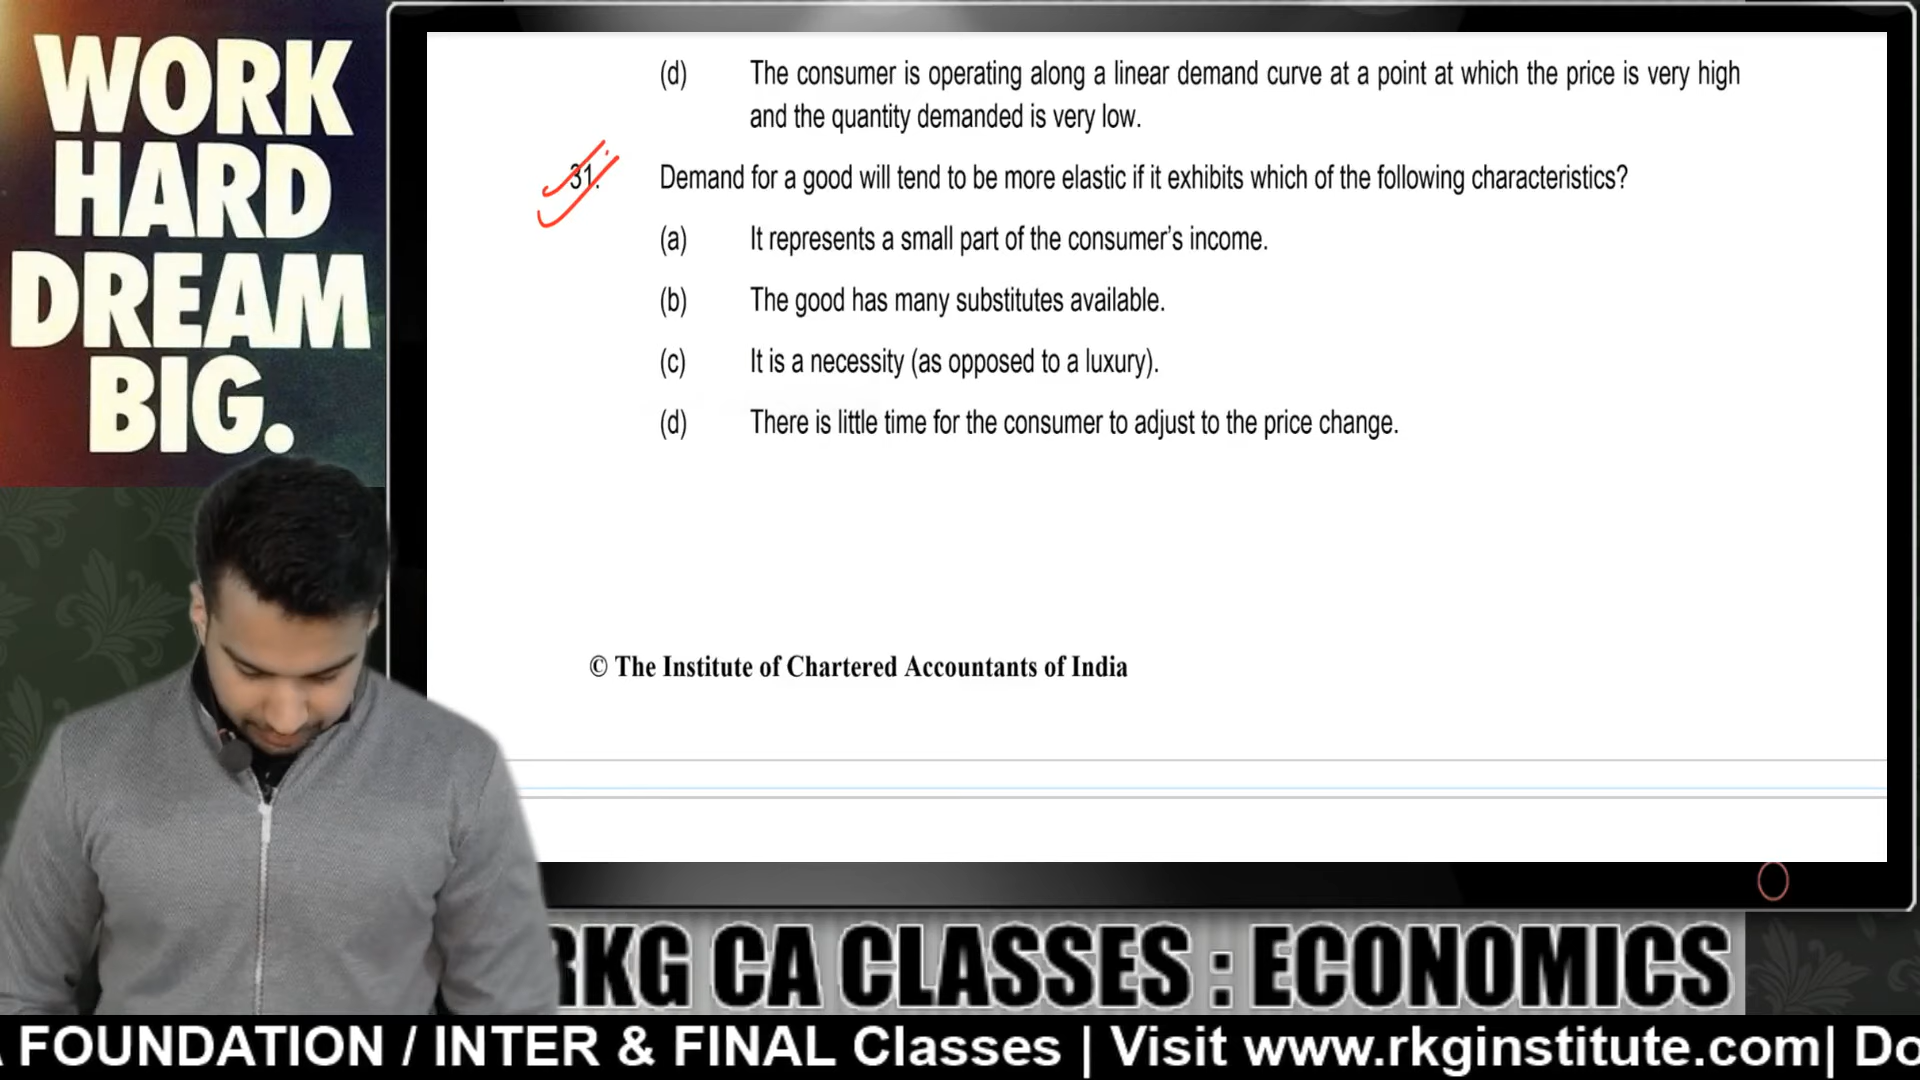 WORK
HARD
DREAM
BIG.
(d) The consumer is operating along a linear demand curve at a point at which the price is very high
and the quantity demanded is very low.
31. Demand for a good will tend to be more elastic if it exhibits which of the following characteristics?
(a) It represents a small part of the consumer’s income.
(b) The good has many substitutes available.
(c) It is a necessity (as opposed to a luxury).
(d) There is little time for the consumer to adjust to the price change.
© The Institute of Chartered Accountants of India
RKG CA CLASSES : ECONOMICS
A FOUNDATION / INTER & FINAL Classes | Visit www.rkginstitute.com| Do